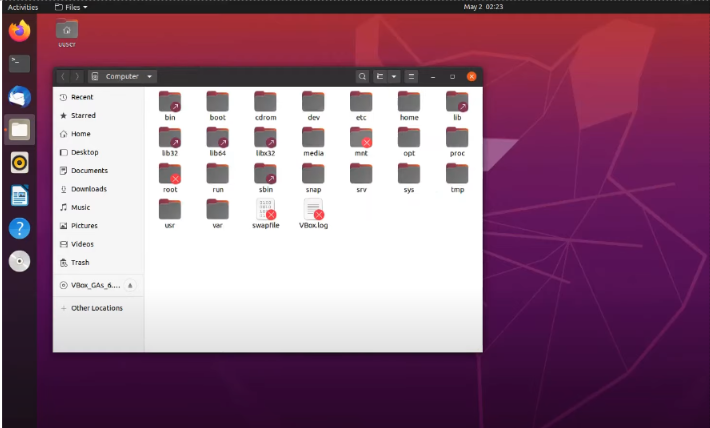 Activities
Files
May 2 02:23
uuser
Computer
Recent
Starred
Home
Desktop
Documents
Downloads
Music
Pictures
Videos
Trash
VBox_GAs_6....
Other Locations
bin boot cdrom dev etc home lib
lib32 lib64 libx32 media mnt opt proc
root run sbin snap srv sys tmp
usr var swapfile VBox.log